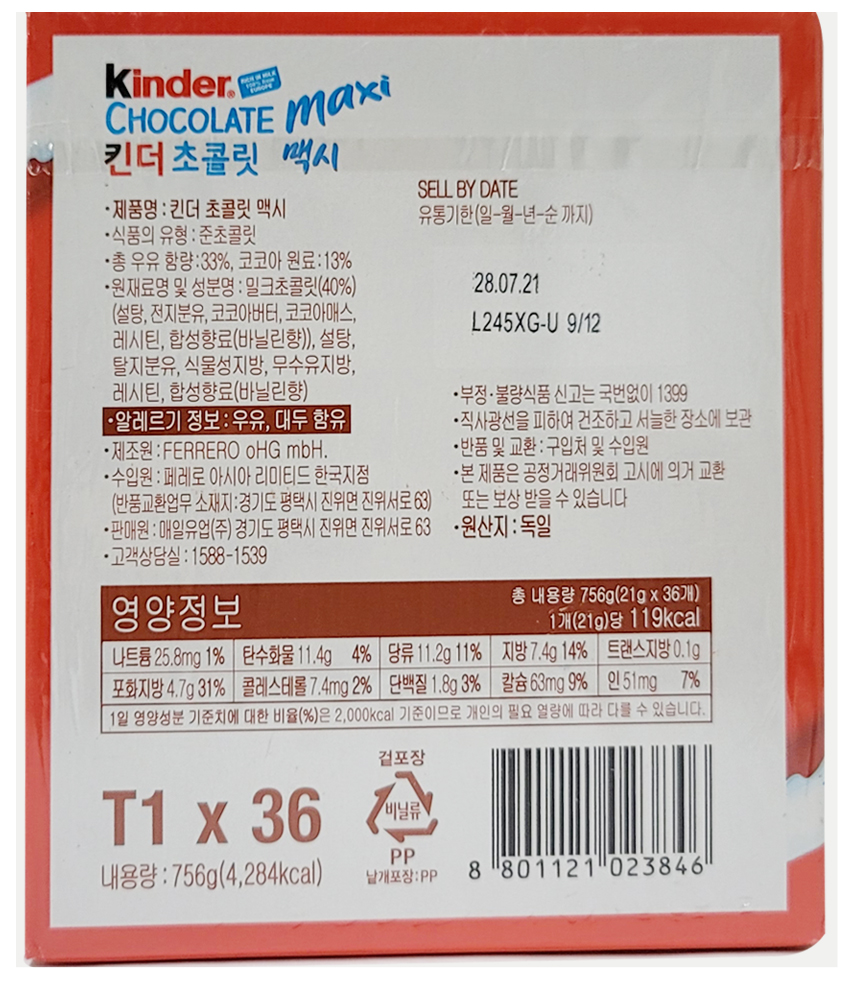 Kinder®
RICH IN MILK
100% from
EUROPE
CHOCOLATE maxi
킨더 초콜릿 맥시
·제품명 : 킨더 초콜릿 맥시
·식품의 유형 : 준초콜릿
·총 우유 함량:33%, 코코아 원료:13%
·원재료명 및 성분명 : 밀크초콜릿(40%)
(설탕, 전지분유, 코코아버터, 코코아매스,
레시틴, 합성향료(바닐린향)), 설탕,
탈지분유, 식물성지방, 무수유지방,
레시틴, 합성향료(바닐린향)
·알레르기 정보 : 우유, 대두 함유
·제조원 : FERRERO oHG mbH.
·수입원 : 페레로 아시아 리미티드 한국지점
(반품교환업무 소재지:경기도 평택시 진위면 진위서로 63)
·판매원 : 매일유업(주) 경기도 평택시 진위면 진위서로 63
·고객상담실 : 1588-1539
SELL BY DATE
유통기한(일-월-년-순 까지)
28.07.21
L245XG-U 9/12
·부정·불량식품 신고는 국번없이 1399
·직사광선을 피하여 건조하고 서늘한 장소에 보관
·반품 및 교환 : 구입처 및 수입원
·본 제품은 공정거래위원회 고시에 의거 교환
또는 보상 받을 수 있습니다
·원산지 : 독일
영양정보
총 내용량 756g(21g x 36개)
1개(21g)당 119kcal
나트륨 25.8mg 1% 탄수화물 11.4g 4% 당류 11.2g 11% 지방 7.4g 14% 트랜스지방 0.1g
포화지방 4.7g 31% 콜레스테롤 7.4mg 2% 단백질 1.8g 3% 칼슘 63mg 9% 인 51mg 7%
1일 영양성분 기준치에 대한 비율(%)은 2,000kcal 기준이므로 개인의 필요 열량에 따라 다를 수 있습니다.
T1 x 36
내용량 : 756g(4,284kcal)
겉포장
비닐류
PP
낱개포장:PP
8 801121 023846